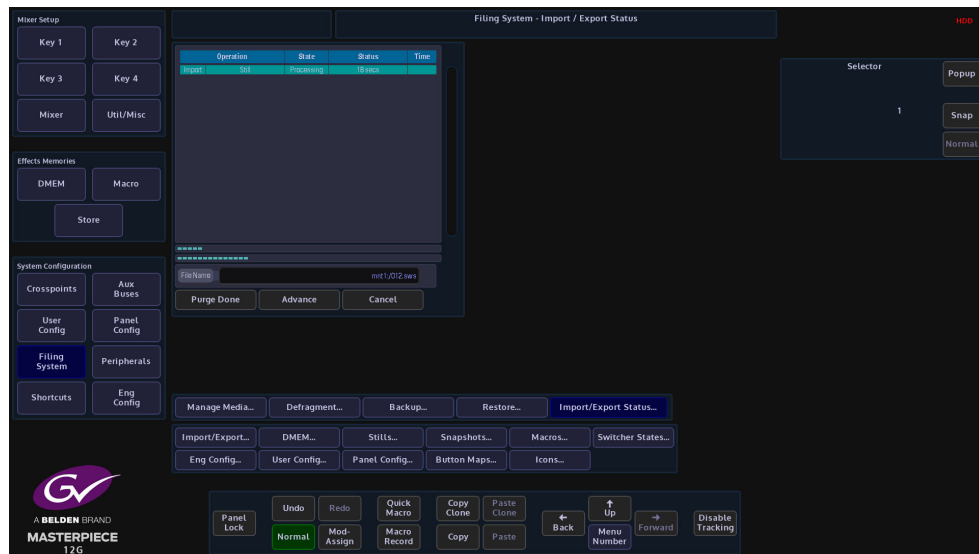 Mixer Setup
Filing System - Import / Export Status
HDD
Key 1
Key 2
Key 3
Key 4
Mixer
Util/Misc
Operation State Status Time
Import Still Processing 18 secs
Selector
Popup
1
Snap
Normal
Effects Memories
DMEM
Macro
Store
FileName
mnt1:/012.sws
Purge Done
Advance
Cancel
System Configuration
Crosspoints
Aux
Buses
User
Config
Panel
Config
Filing
System
Peripherals
Shortcuts
Eng
Config
Manage Media...
Defragment...
Backup...
Restore...
Import/Export Status...
Import/Export...
DMEM...
Stills...
Snapshots...
Macros...
Switcher States...
Eng Config...
User Config...
Panel Config...
Button Maps...
Icons...
GV
A BELDEN BRAND
MASTERPIECE
12G
Panel
Lock
Undo
Redo
Normal
Mod-
Assign
Quick
Macro
Macro
Record
Copy
Clone
Paste
Clone
Copy
Paste
Back
Up
Menu
Number
Forward
Disable
Tracking